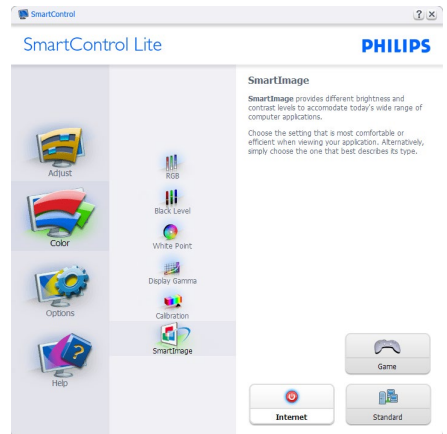 SmartControl
SmartControl Lite
PHILIPS
Adjust
Color
Options
Help
RGB
Black Level
White Point
Display Gamma
Calibration
SmartImage
SmartImage
SmartImage provides different brightness and
contrast levels to accomodate today's wide range of
computer applications.
Choose the setting that is most comfortable or
efficient when viewing your application. Alternatively,
simply choose the one that best describes its type.
Game
Internet
Standard